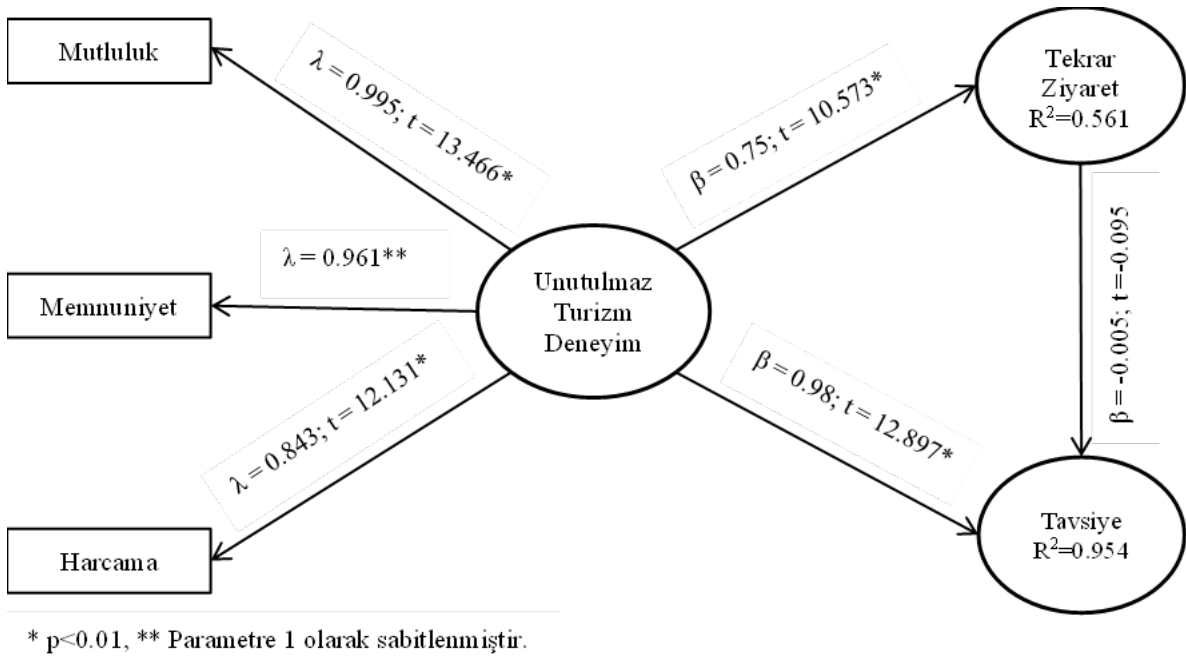 Mutluluk
λ = 0.995; t = 13.466*
Memnuniyet
λ = 0.961**
Harcama
λ = 0.843; t = 12.131*
Unutulmaz
Turizm
Deneyim
β = 0.75; t = 10.573*
β = 0.98; t = 12.897*
Tekrar
Ziyaret
R²=0.561
β = -0.005; t =-0.095
Tavsiye
R²=0.954
* p<0.01, ** Parametre 1 olarak sabitlenmiştir.